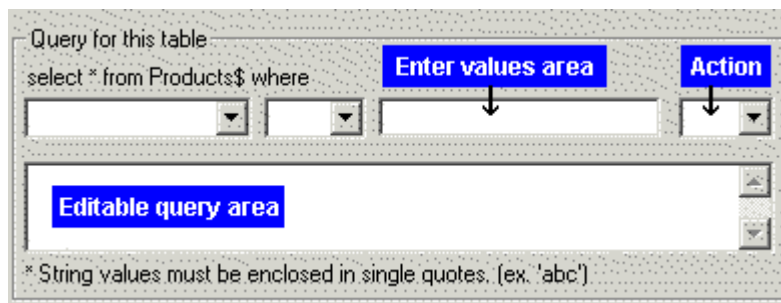 Query for this table
select * from Products$ where
Enter values area
Action
Editable query area
* String values must be enclosed in single quotes. (ex. 'abc')